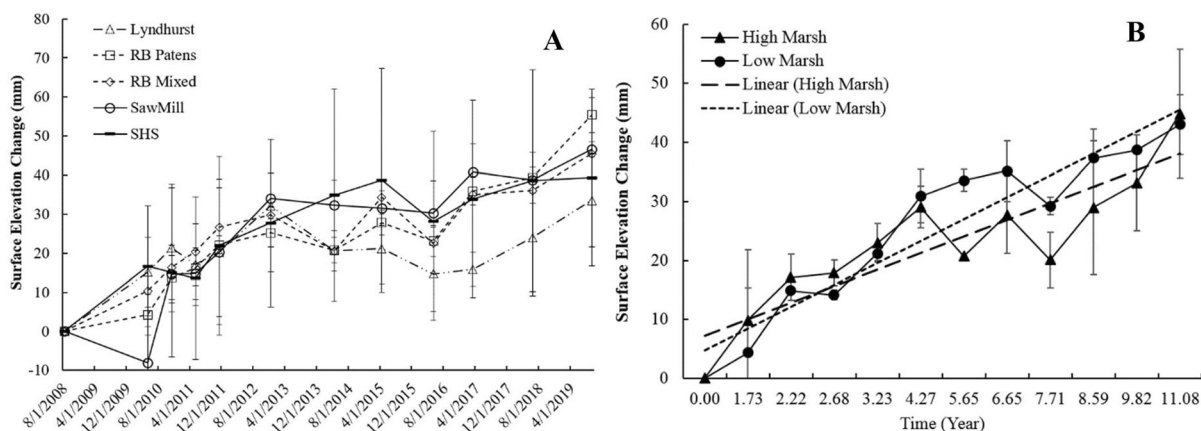 A
Surface Elevation Change (mm)
80
70
60
50
40
30
20
10
0
-10
Lyndhurst
RB Patens
RB Mixed
SawMill
SHS
8/1/2008
4/1/2009
12/1/2009
8/1/2010
4/1/2011
12/1/2011
8/1/2012
4/1/2013
12/1/2013
8/1/2014
4/1/2015
12/1/2015
8/1/2016
4/1/2017
12/1/2017
8/1/2018
4/1/2019
B
Surface Elevation Change (mm)
60
50
40
30
20
10
0
High Marsh
Low Marsh
Linear (High Marsh)
Linear (Low Marsh)
0.00 1.73 2.22 2.68 3.23 4.27 5.65 6.65 7.71 8.59 9.82 11.08
Time (Year)